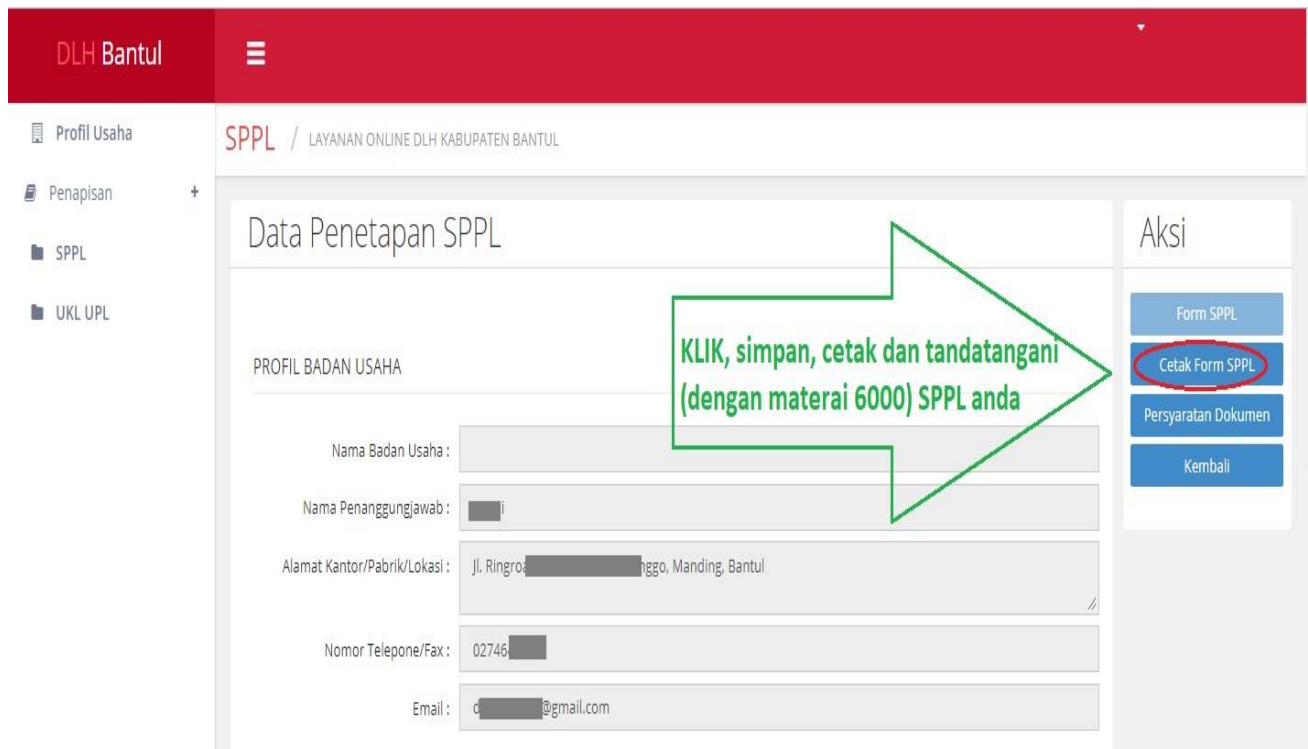 DLH Bantul
Profil Usaha
Penapisan +
SPPL
UKL UPL
SPPL / LAYANAN ONLINE DLH KABUPATEN BANTUL
Data Penetapan SPPL
PROFIL BADAN USAHA
KLIK, simpan, cetak dan tandatangani
(dengan materai 6000) SPPL anda
Nama Badan Usaha :
Nama Penanggungjawab : i
Alamat Kantor/Pabrik/Lokasi : Jl. Ringroa nggo, Manding, Bantul
Nomor Telepone/Fax : 02746
Email : d @gmail.com
Aksi
Form SPPL
Cetak Form SPPL
Persyaratan Dokumen
Kembali